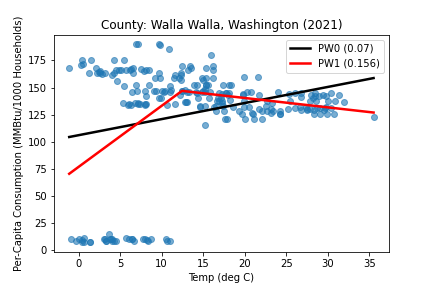 County: Walla Walla, Washington (2021)
PW0 (0.07)
PW1 (0.156)
Per-Capita Consumption (MMBtu/1000 Households)
175
150
125
100
75
50
25
0
0 5 10 15 20 25 30 35
Temp (deg C)